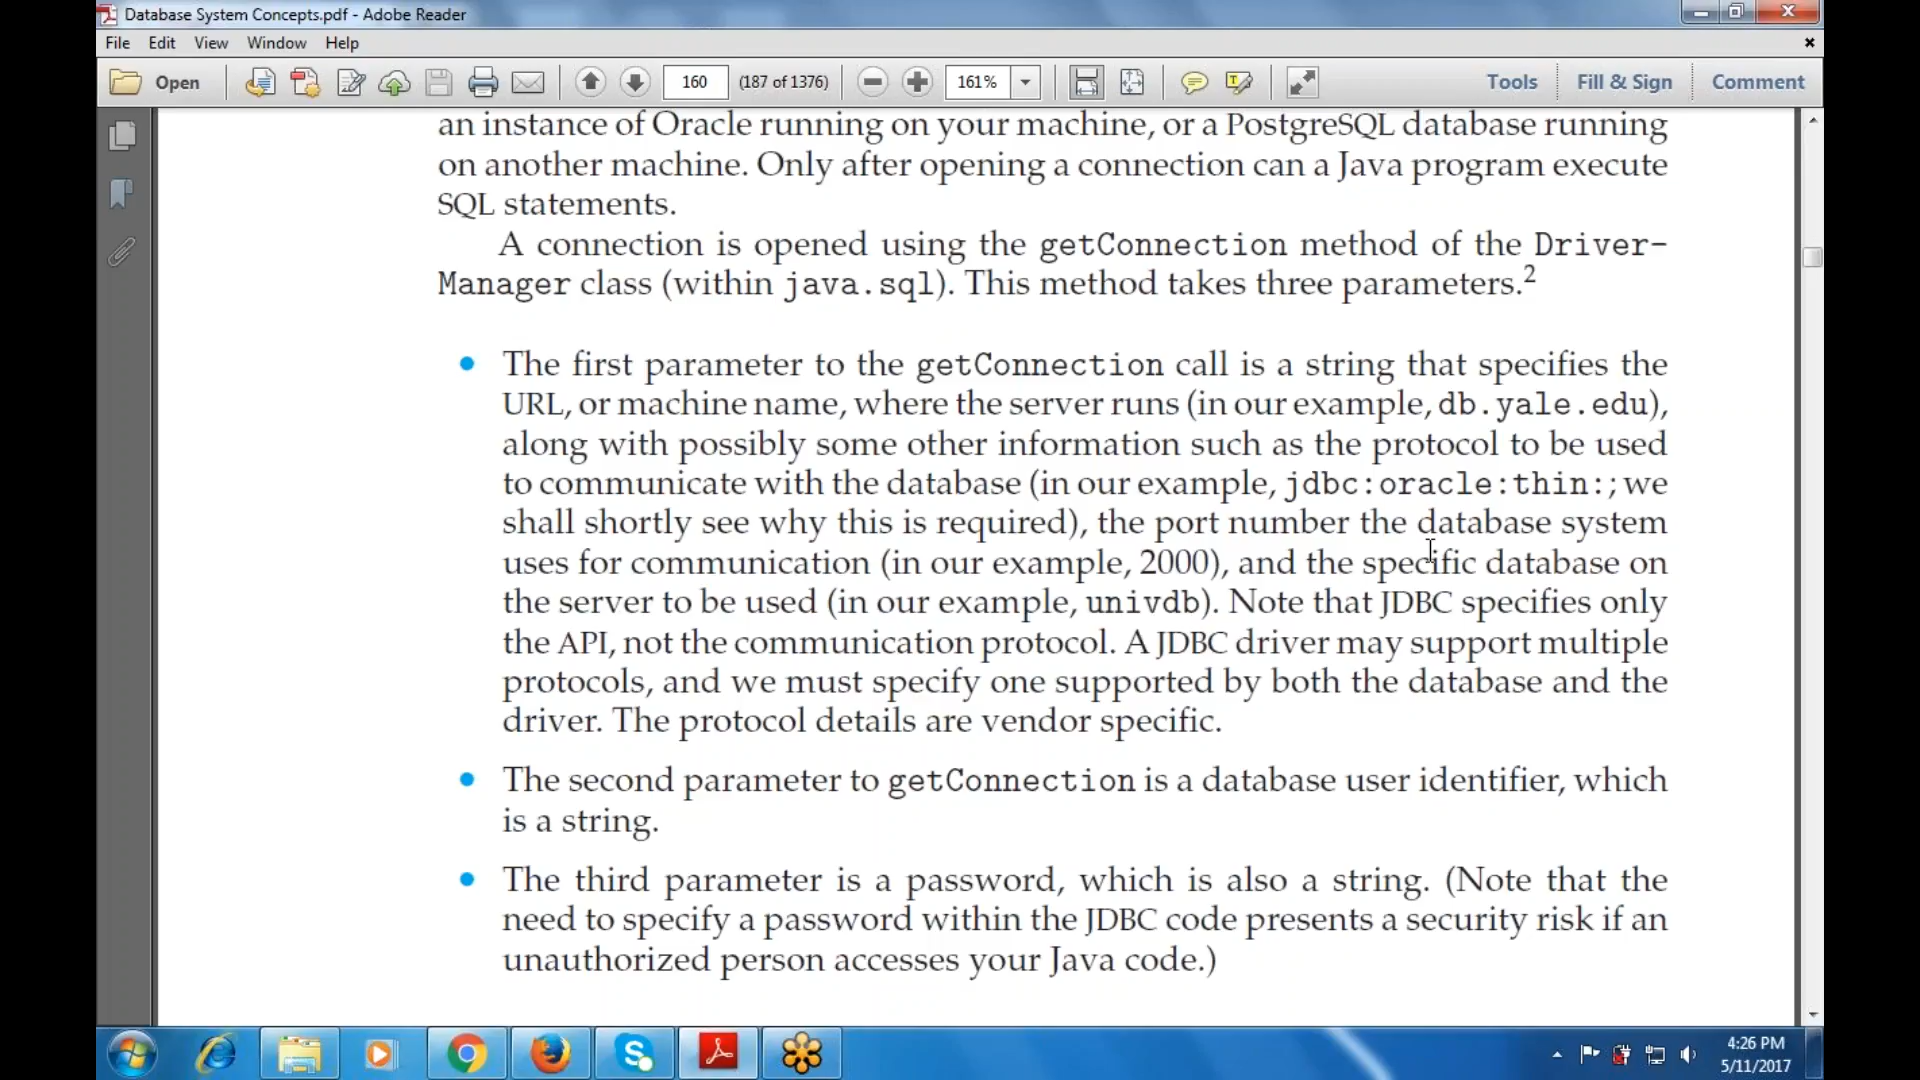 Database System Concepts.pdf - Adobe Reader
File Edit View Window Help
Open 160 (187 of 1376) 161% Tools Fill & Sign Comment
an instance of Oracle running on your machine, or a PostgreSQL database running
on another machine. Only after opening a connection can a Java program execute
SQL statements.
A connection is opened using the getConnection method of the Driver-
Manager class (within java.sql). This method takes three parameters.2
• The first parameter to the getConnection call is a string that specifies the
URL, or machine name, where the server runs (in our example, db.yale.edu),
along with possibly some other information such as the protocol to be used
to communicate with the database (in our example, jdbc:oracle:thin:; we
shall shortly see why this is required), the port number the database system
uses for communication (in our example, 2000), and the specific database on
the server to be used (in our example, univdb). Note that JDBC specifies only
the API, not the communication protocol. A JDBC driver may support multiple
protocols, and we must specify one supported by both the database and the
driver. The protocol details are vendor specific.
• The second parameter to getConnection is a database user identifier, which
is a string.
• The third parameter is a password, which is also a string. (Note that the
need to specify a password within the JDBC code presents a security risk if an
unauthorized person accesses your Java code.)
4:26 PM
5/11/2017